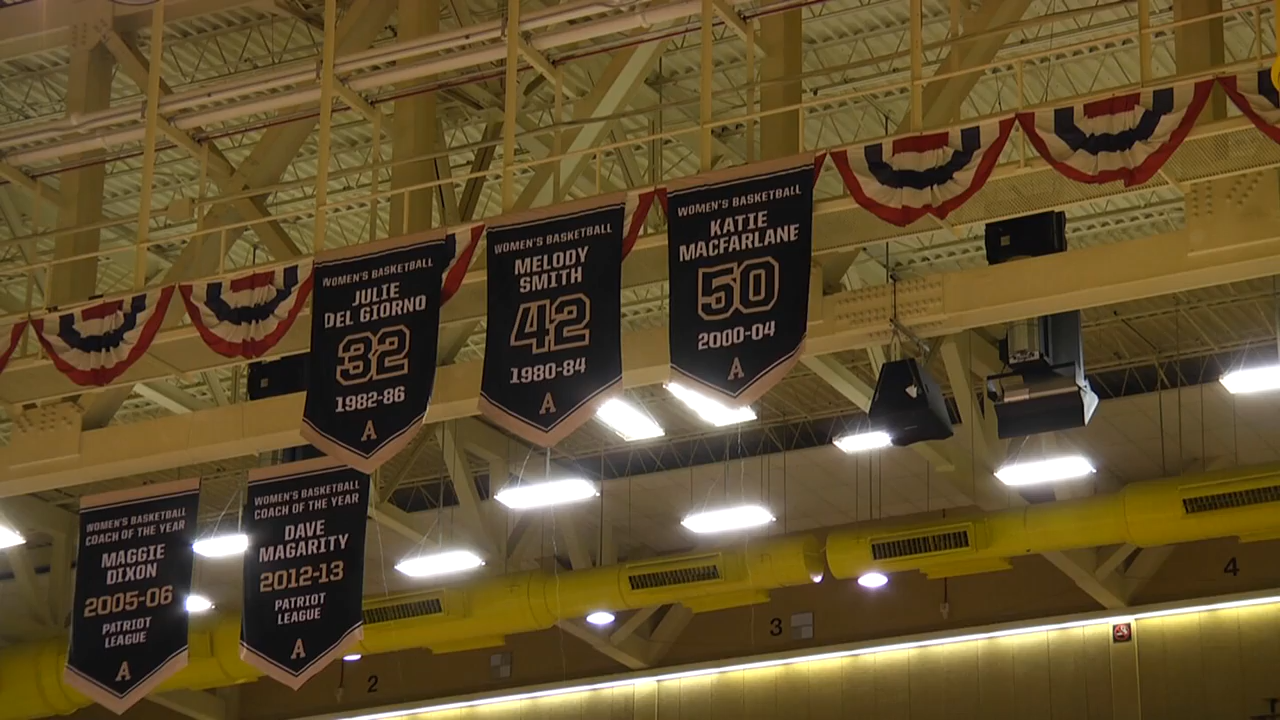 WOMEN'S BASKETBALL
JULIE
DEL GIORNO
32
1982-86
A
WOMEN'S BASKETBALL
MELODY
SMITH
42
1980-84
A
WOMEN'S BASKETBALL
KATIE
MACFARLANE
50
2000-04
A
WOMEN'S BASKETBALL
COACH OF THE YEAR
MAGGIE
DIXON
2005-06
PATRIOT
LEAGUE
A
WOMEN'S BASKETBALL
COACH OF THE YEAR
DAVE
MAGARITY
2012-13
PATRIOT
LEAGUE
A
2
3
4